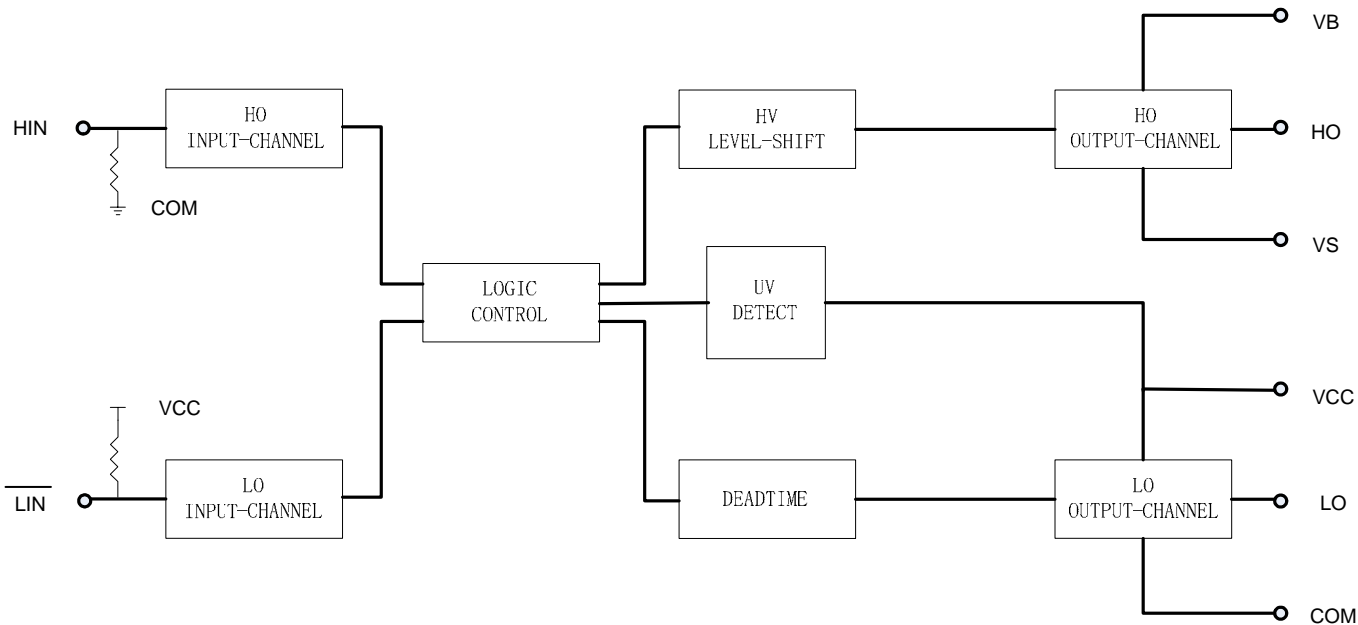 VB
HIN
HO
INPUT-CHANNEL
COM
HV
LEVEL-SHIFT
HO
OUTPUT-CHANNEL
HO
VS
LOGIC
CONTROL
UV
DETECT
VCC
VCC
LIN
LO
INPUT-CHANNEL
DEADTIME
LO
OUTPUT-CHANNEL
LO
COM